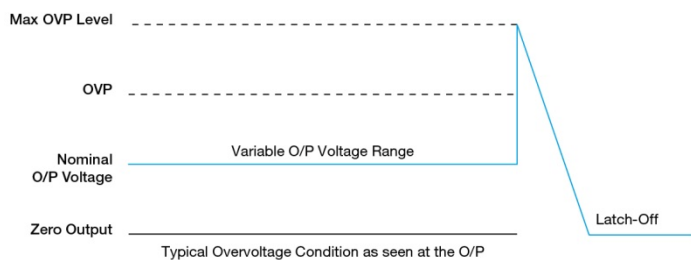 Max OVP Level
OVP
Variable O/P Voltage Range
Nominal
O/P Voltage
Latch-Off
Zero Output
Typical Overvoltage Condition as seen at the O/P